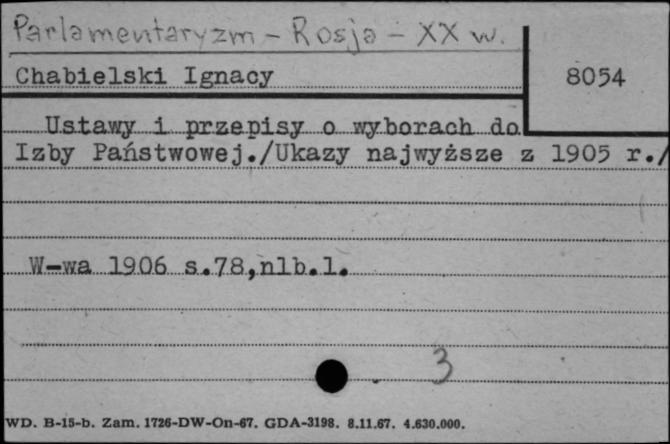 Parlamentaryzm - Rosja - XX w.
Chabielski Ignacy
8054
Ustawy i przepisy o wyborach do
Izby Państwowej./Ukazy najwyższe z 1905 r./
W-wa 1906 s.78,nlb.1.
3
WD. B-15-b. Zam. 1726-DW-On-67. GDA-3198. 8.11.67. 4.630.000.